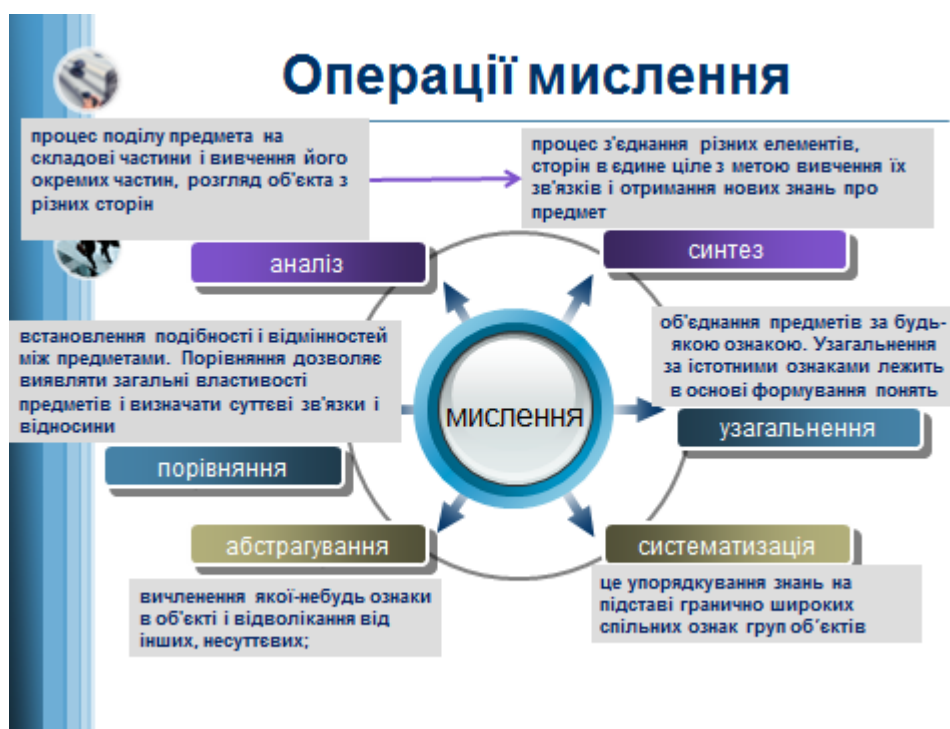 Операції мислення
процес поділу предмета на
складові частини і вивчення його
окремих частин, розгляд об'єкта з
різних сторін
процес з'єднання різних елементів,
сторін в єдине ціле з метою вивчення їх
зв'язків і отримання нових знань про
предмет
аналіз
синтез
встановлення подібності і відмінностей
між предметами. Порівняння дозволяє
виявляти загальні властивості
предметів і визначати суттєві зв'язки і
відносини
об'єднання предметів за будь-
якою ознакою. Узагальнення
за істотними ознаками лежить
в основі формування понять
мислення
порівняння
узагальнення
абстрагування
систематизація
вичленення якої-небудь ознаки
в об'єкті і відволікання від
інших, несуттєвих;
це упорядкування знань на
підставі гранично широких
спільних ознак груп об'єктів